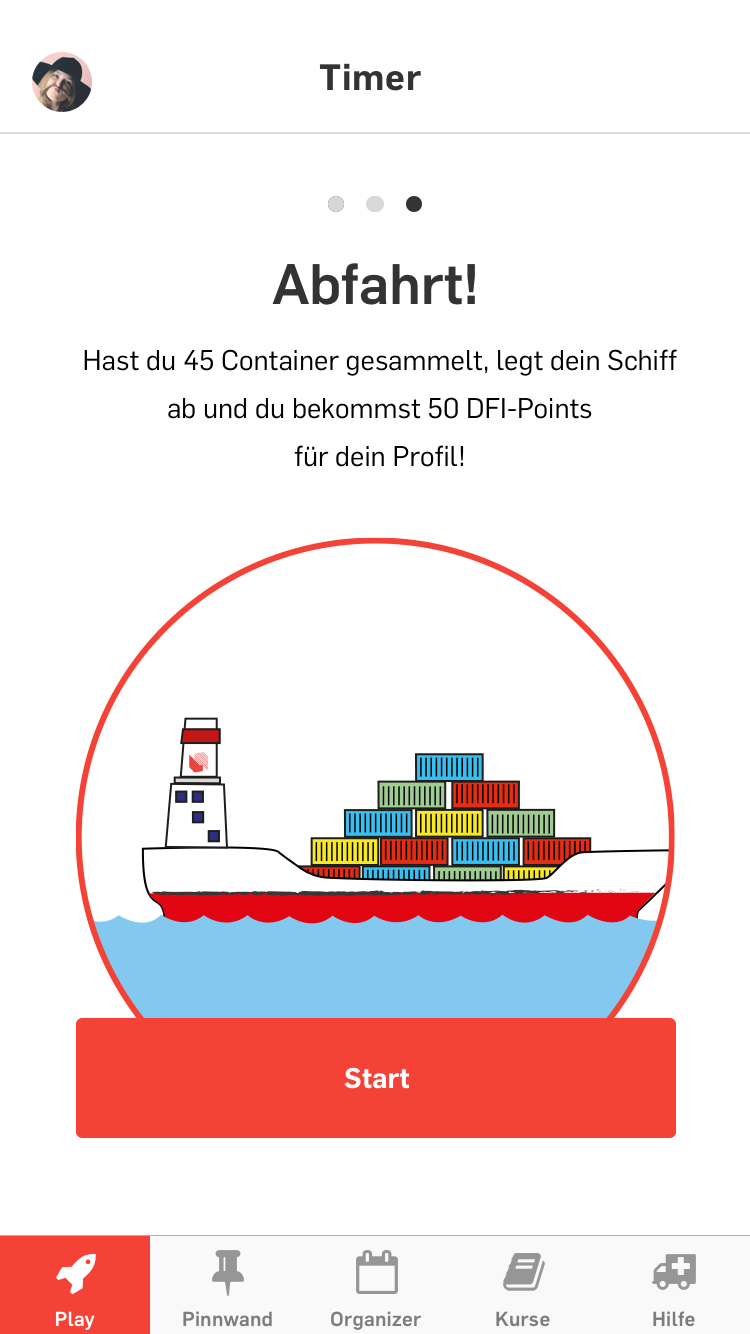 Timer
Abfahrt!
Hast du 45 Container gesammelt, legt dein Schiff
ab und du bekommst 50 DFI-Points
für dein Profil!
Start
Play
Pinnwand
Organizer
Kurse
Hilfe